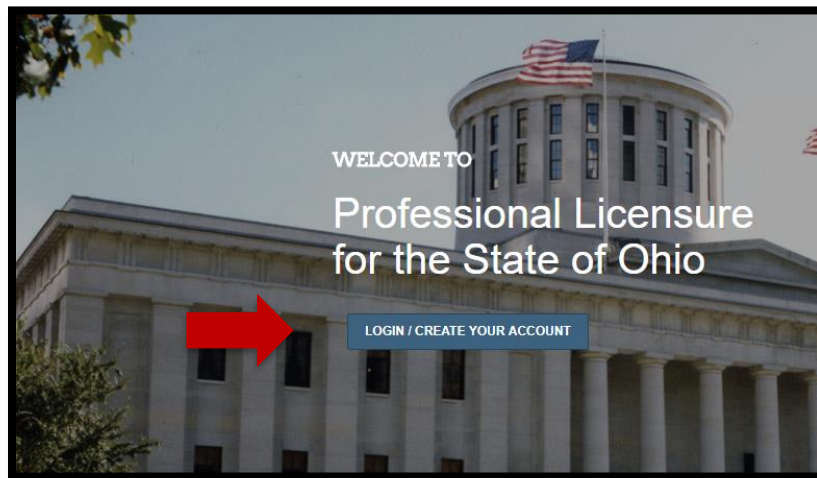 WELCOME TO
Professional Licensure
for the State of Ohio
LOGIN / CREATE YOUR ACCOUNT